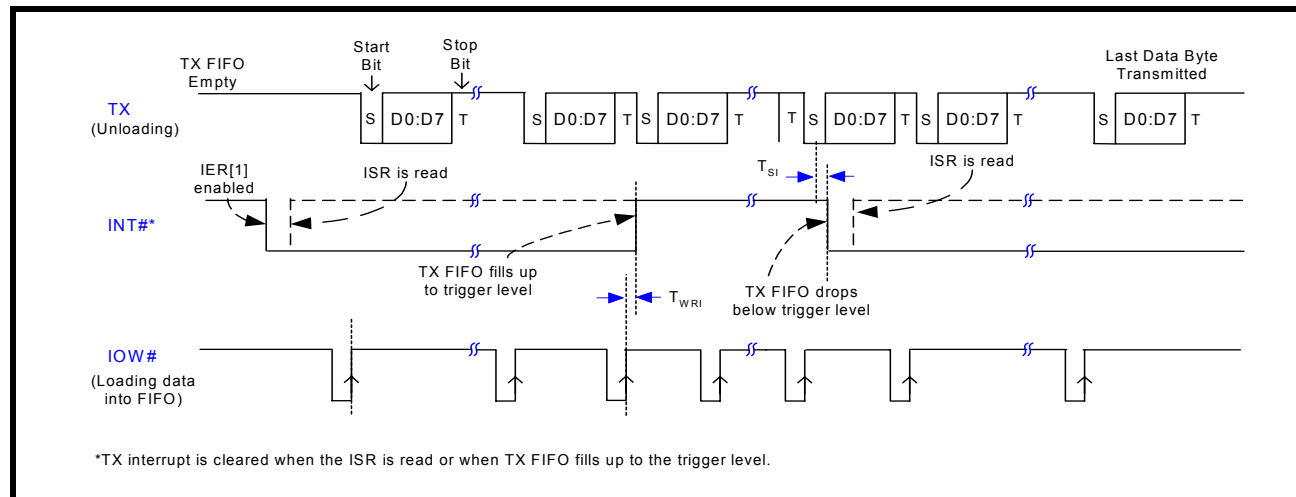 Start
Bit
Stop
Bit
TX FIFO
Empty
Last Data Byte
Transmitted
TX
(Unloading)
S D0:D7 T S D0:D7 T S D0:D7 T T S D0:D7 T S D0:D7 T S D0:D7 T
IER[1]
enabled
ISR is read
TSI
ISR is read
INT#*
TX FIFO fills up
to trigger level
TWRI
TX FIFO drops
below trigger level
IOW#
(Loading data
into FIFO)
*TX interrupt is cleared when the ISR is read or when TX FIFO fills up to the trigger level.